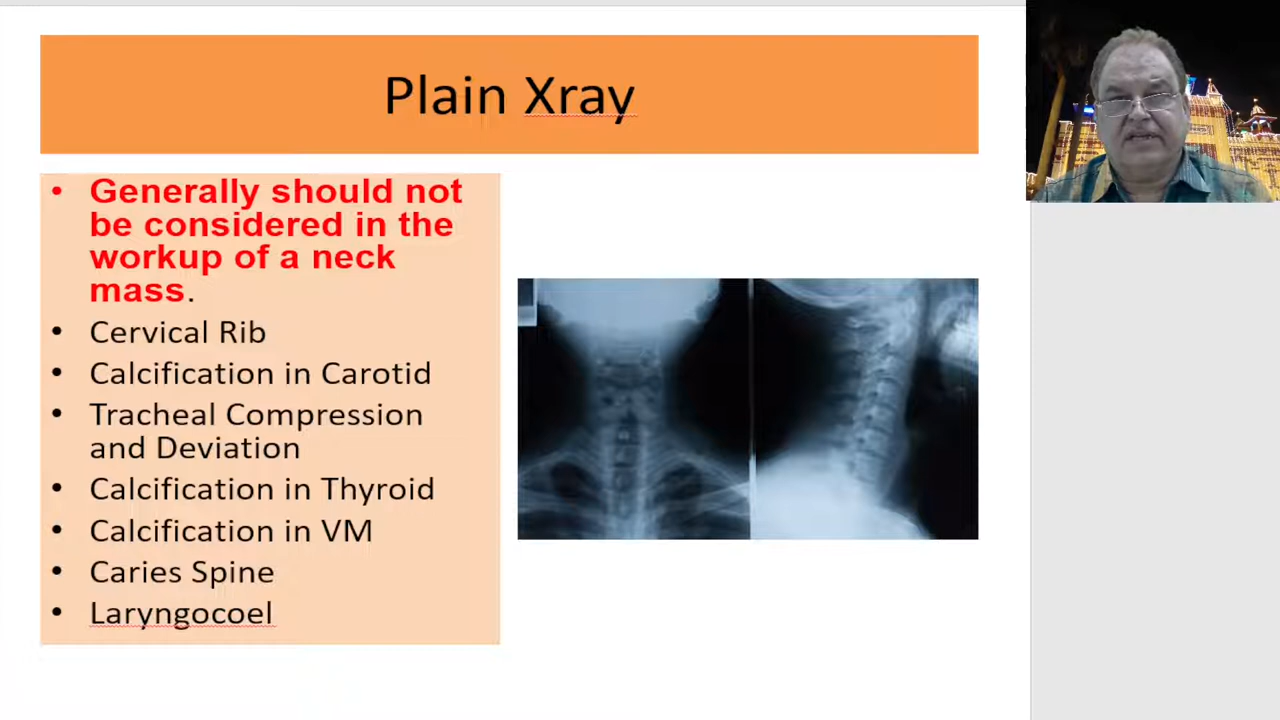 Plain Xray
• Generally should not
be considered in the
workup of a neck
mass.
• Cervical Rib
• Calcification in Carotid
• Tracheal Compression
and Deviation
• Calcification in Thyroid
• Calcification in VM
• Caries Spine
• Laryngocoel